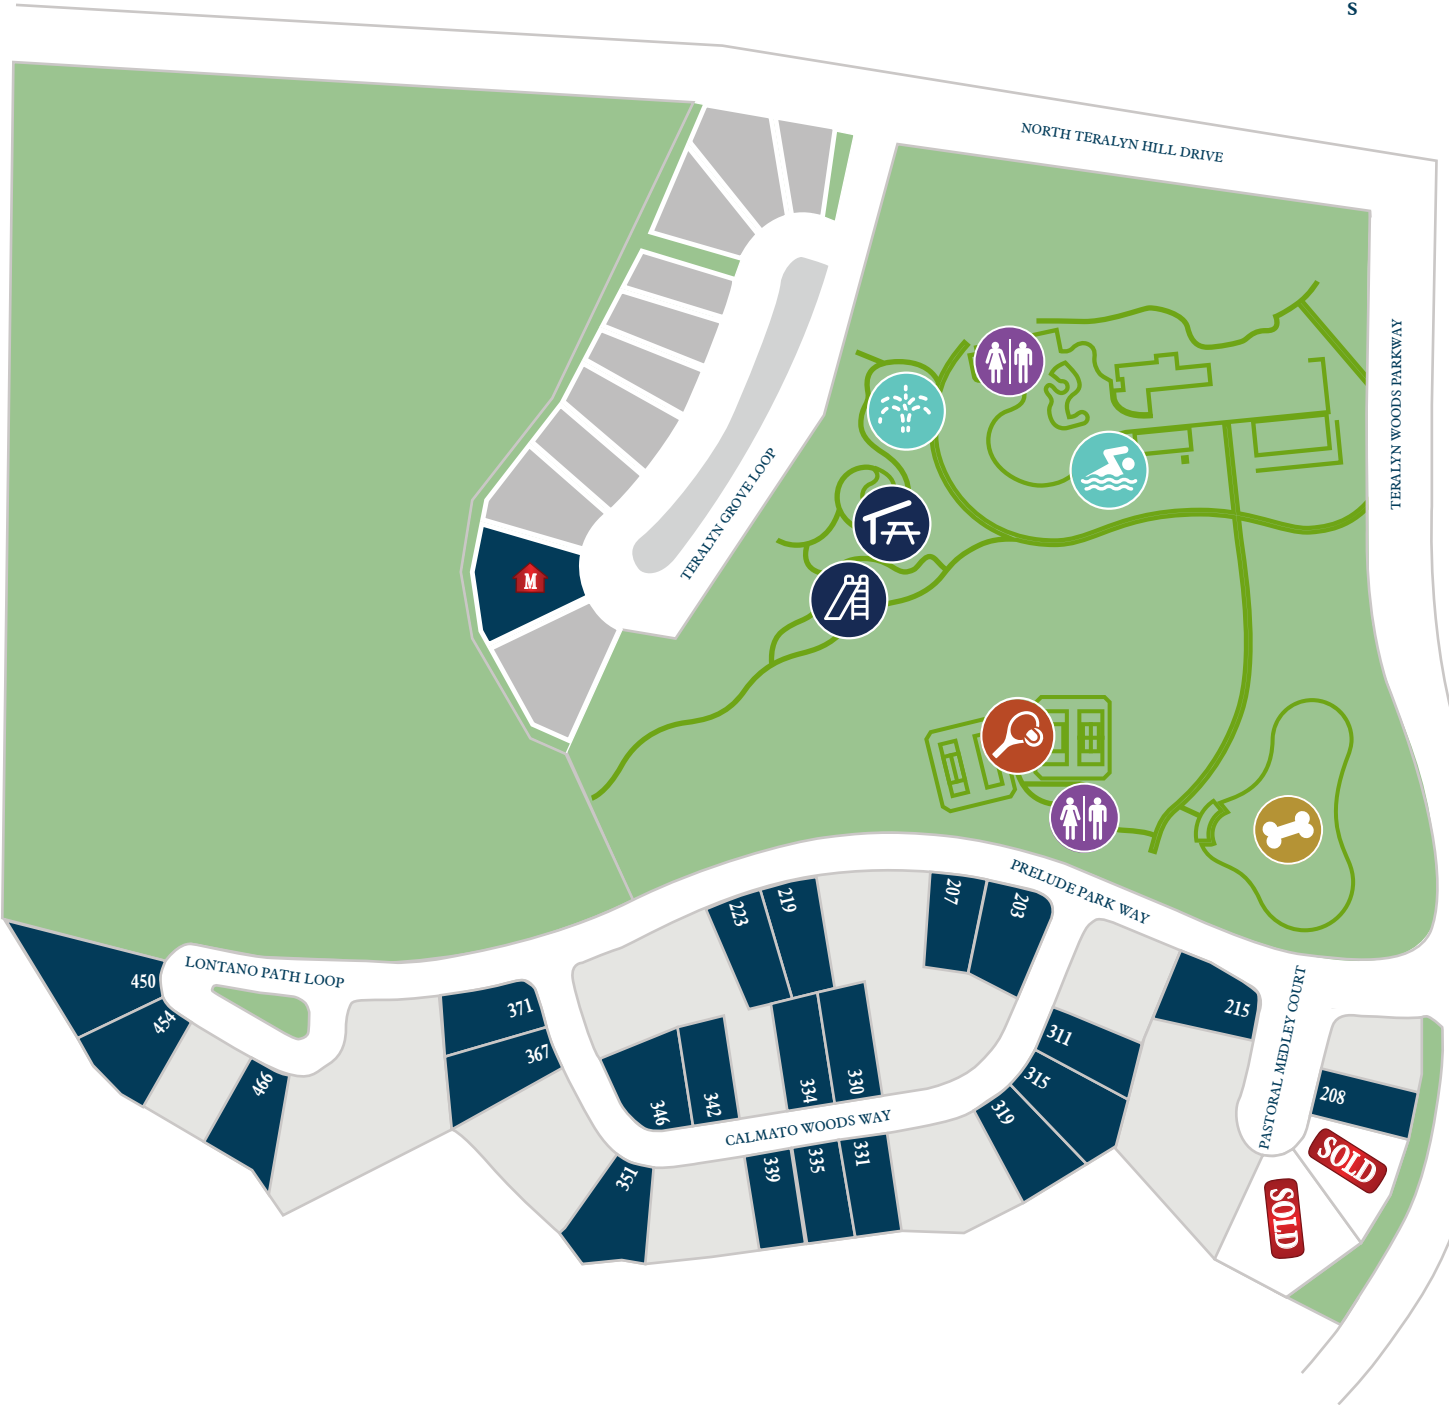 S
NORTH TERALYN HILL DRIVE
TERALYN WOODS PARKWAY
TERALYN GROVE LOOP
M
PRELUDE PARK WAY
207
203
219
223
LONTANO PATH LOOP
450
454
466
371
367
215
PASTORAL MEDLEY COURT
311
315
319
208
346
342
334
330
CALMATO WOODS WAY
351
339
335
331
SOLD
SOLD